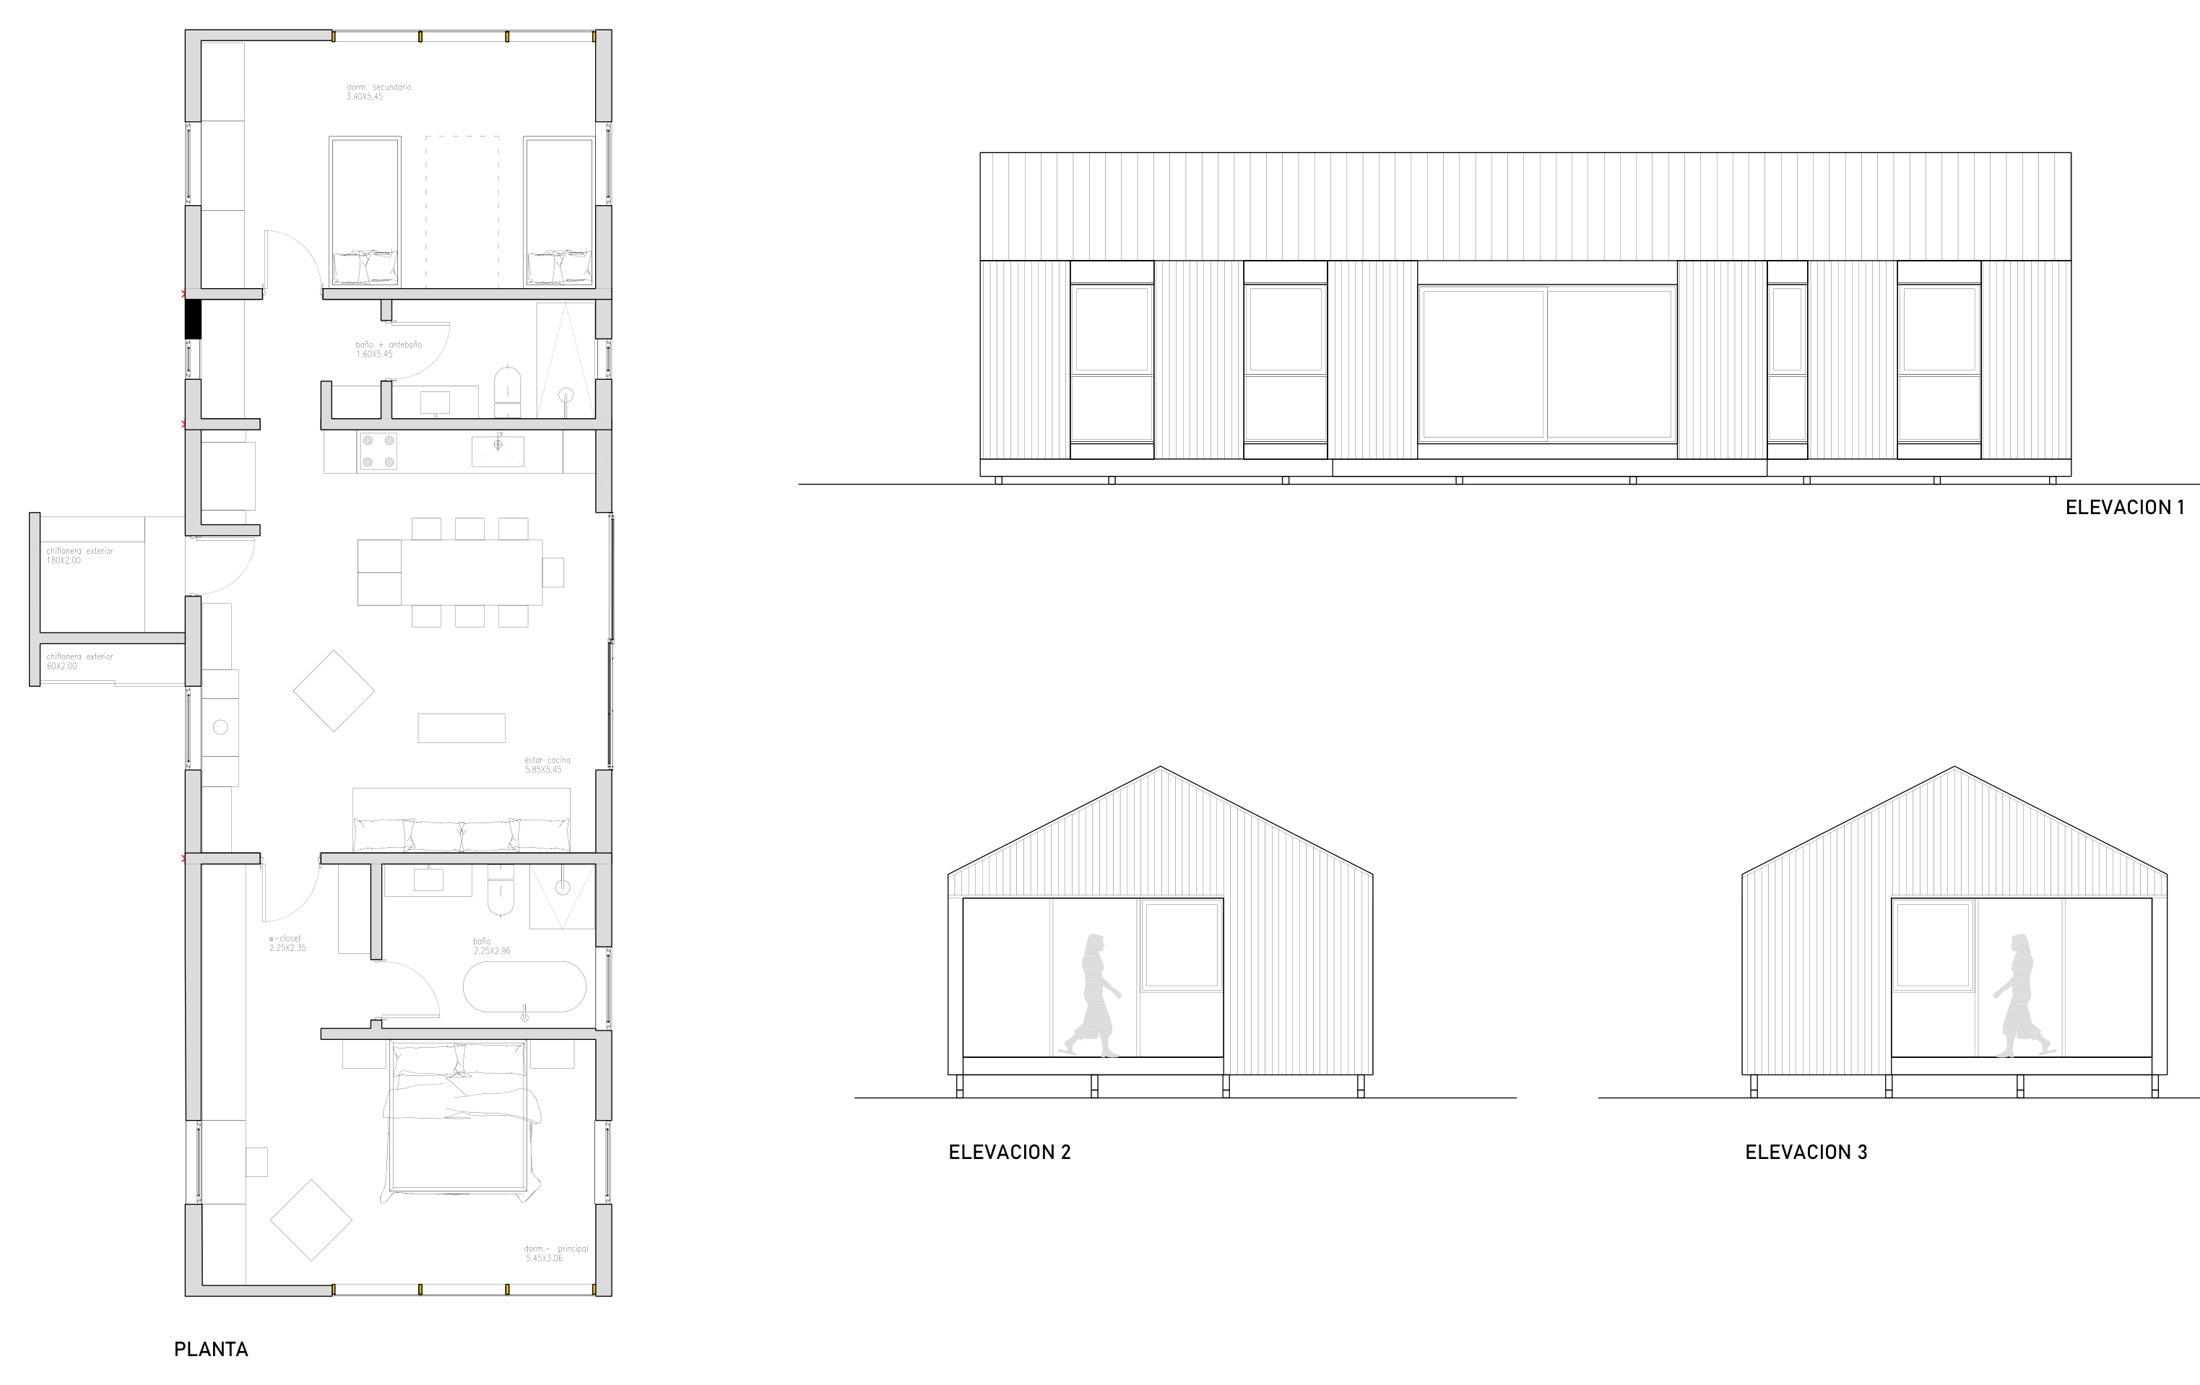 dorm. secundario
3.40X5.45
baño + antebaño
1.60X5.45
chiflonera exterior
180X2.00
chiflonera exterior
60X2.00
estar cocina
5.85X5.45
w-closet
2.25X2.35
baño
2.25X2.96
dorm.- principal
5.45X3.06
PLANTA
ELEVACION 1
ELEVACION 2
ELEVACION 3